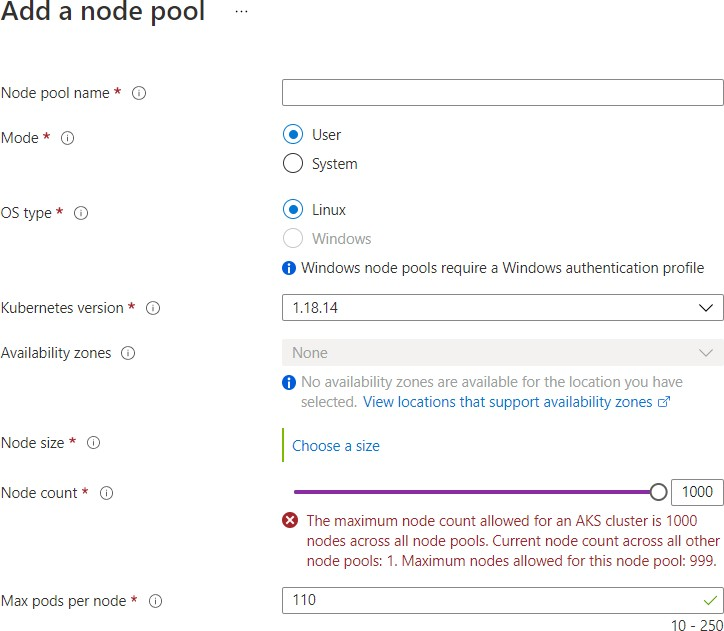 Add a node pool ...
Node pool name *
Mode *
User
System
OS type *
Linux
Windows
Windows node pools require a Windows authentication profile
Kubernetes version *
1.18.14
Availability zones
None
No availability zones are available for the location you have
selected. View locations that support availability zones
Node size *
Choose a size
Node count *
1000
The maximum node count allowed for an AKS cluster is 1000
nodes across all node pools. Current node count across all other
node pools: 1. Maximum nodes allowed for this node pool: 999.
Max pods per node *
110
10 - 250